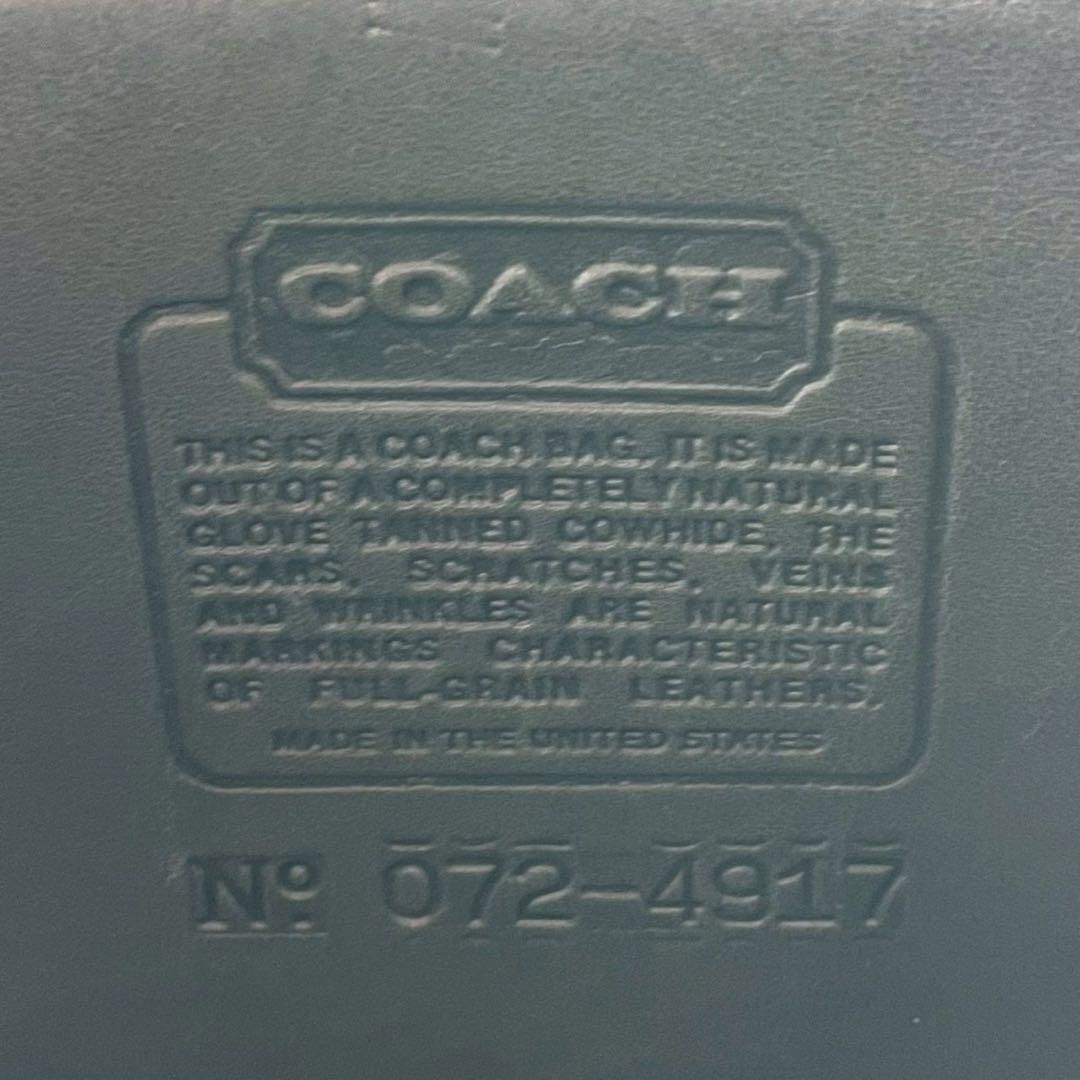 COACH
THIS IS A COACH BAG. IT IS MADE
OUT OF A COMPLETELY NATURAL
GLOVE TANNED COWHIDE, THE
SCARS, SCRATCHES, VEINS
AND WRINKLES ARE NATURAL
MARKINGS CHARACTERISTIC
OF FULL-GRAIN LEATHERS.
MADE IN THE UNITED STATES
Nº 072-4917